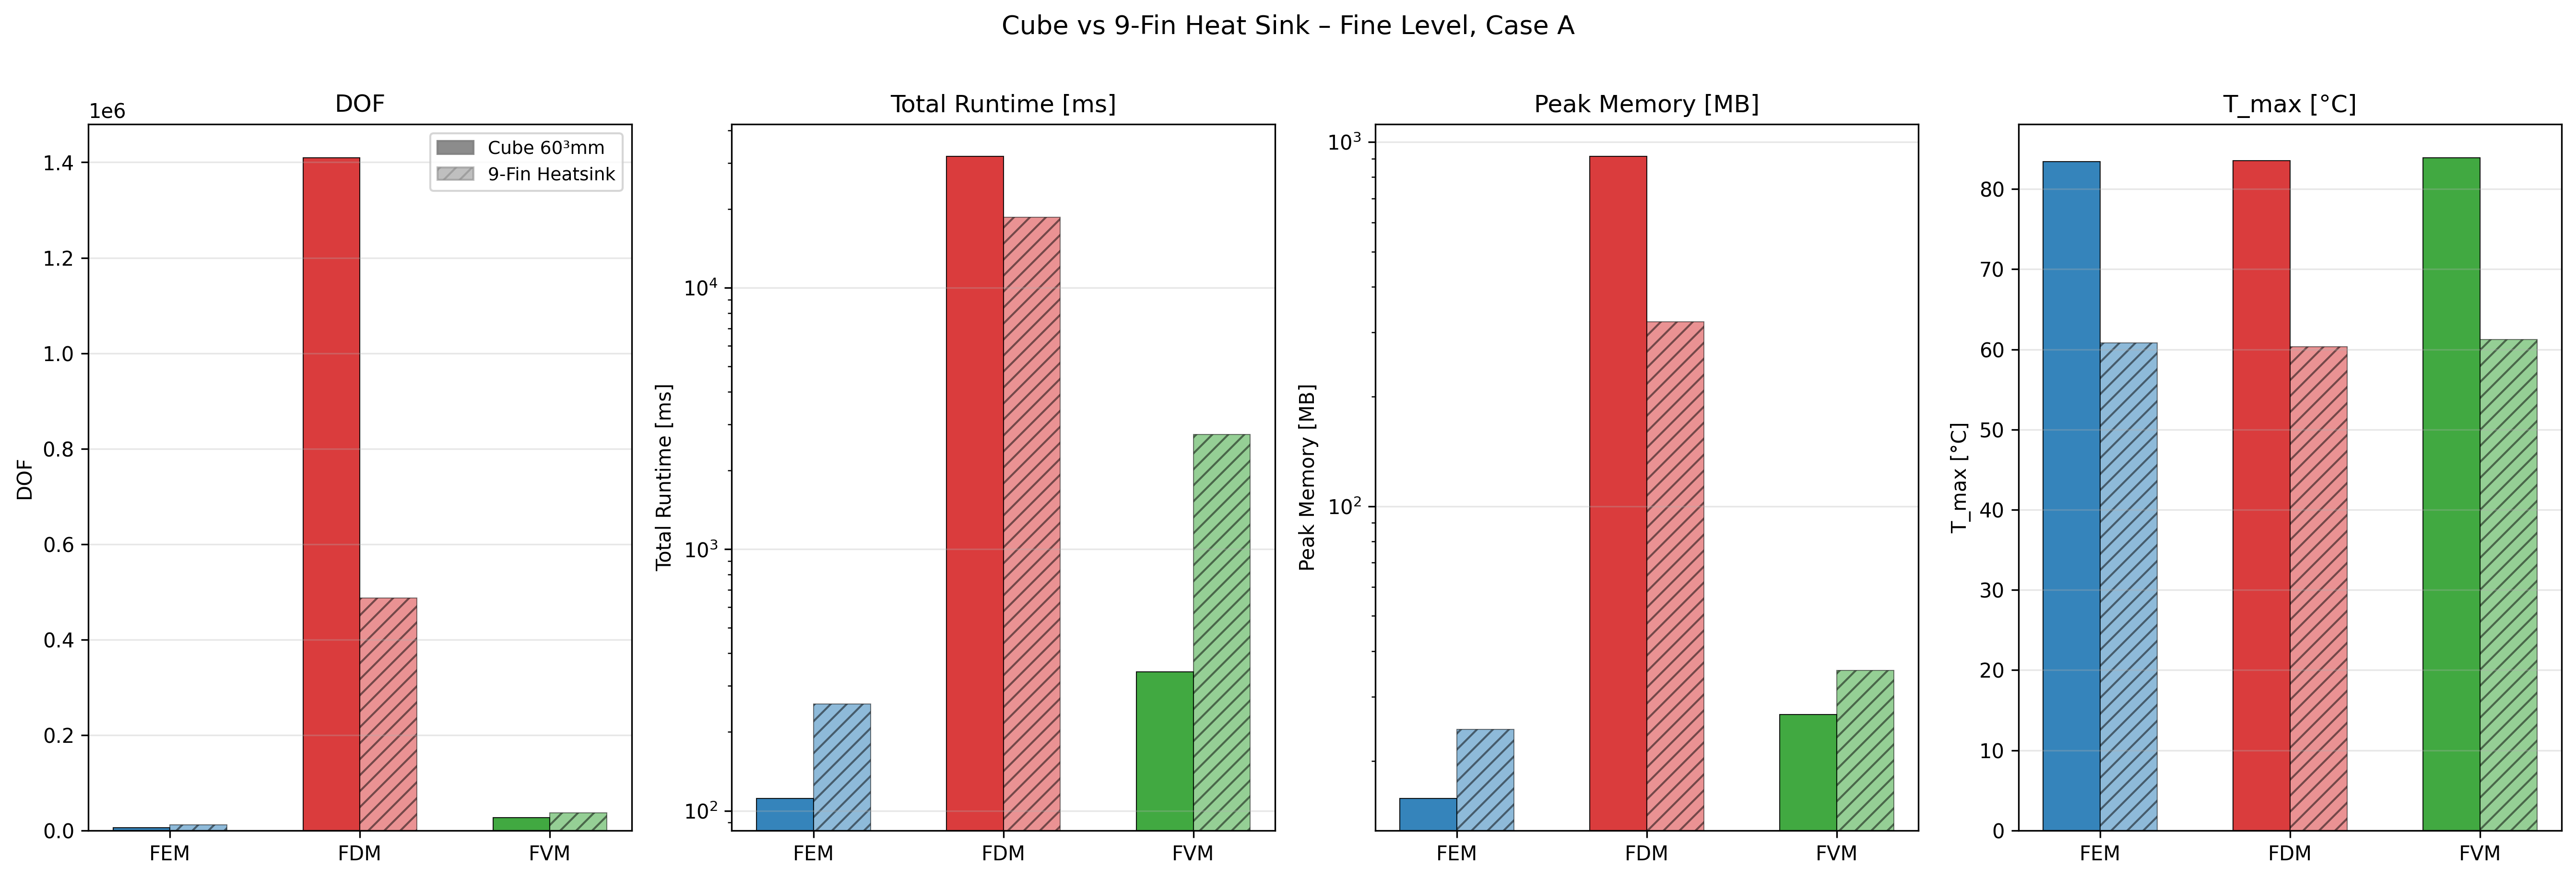 Cube vs 9-Fin Heat Sink – Fine Level, Case A
DOF
1e6
DOF
1.4
1.2
1.0
0.8
0.6
0.4
0.2
0.0
Cube 60³mm
9-Fin Heatsink
FEM FDM FVM
Total Runtime [ms]
Total Runtime [ms]
10⁴
10³
10²
FEM FDM FVM
Peak Memory [MB]
Peak Memory [MB]
10³
10²
FEM FDM FVM
T_max [°C]
T_max [°C]
80
70
60
50
40
30
20
10
0
FEM FDM FVM